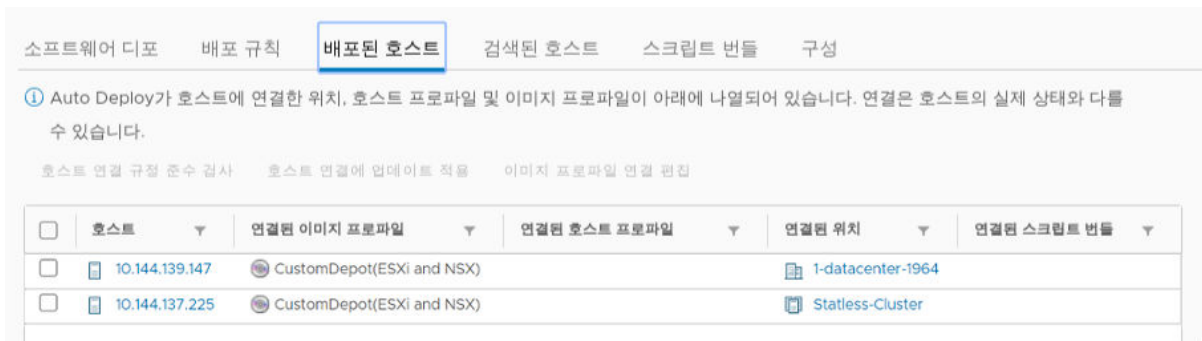 소프트웨어 디포 배포 규칙 배포된 호스트 검색된 호스트 스크립트 번들 구성
Auto Deploy가 호스트에 연결한 위치, 호스트 프로파일 및 이미지 프로파일이 아래에 나열되어 있습니다. 연결은 호스트의 실제 상태와 다를
수 있습니다.
호스트 연결 규정 준수 검사 호스트 연결에 업데이트 적용 이미지 프로파일 연결 편집
호스트 연결된 이미지 프로파일 연결된 호스트 프로파일 연결된 위치 연결된 스크립트 번들
10.144.139.147 CustomDepot(ESXi and NSX) 1-datacenter-1964
10.144.137.225 CustomDepot(ESXi and NSX) Statless-Cluster